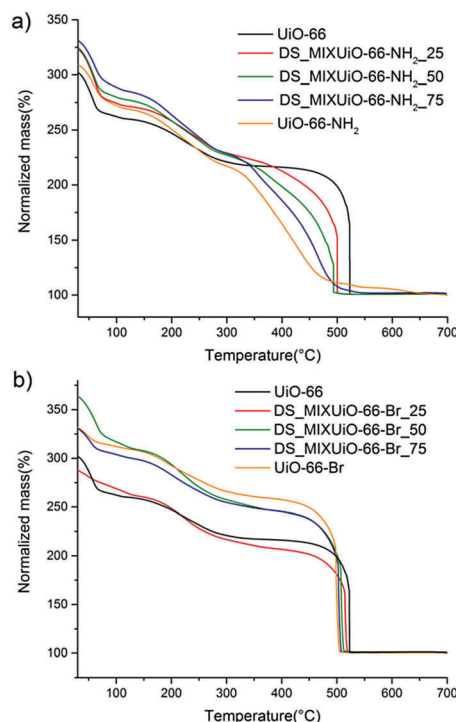 a)
UiO-66
DS_MIXUiO-66-NH2_25
DS_MIXUiO-66-NH2_50
DS_MIXUiO-66-NH2_75
UiO-66-NH2
Normalized mass(%)
350
300
250
200
150
100
100 200 300 400 500 600 700
Temperature(°C)
b)
UiO-66
DS_MIXUiO-66-Br_25
DS_MIXUiO-66-Br_50
DS_MIXUiO-66-Br_75
UiO-66-Br
Normalized mass(%)
350
300
250
200
150
100
100 200 300 400 500 600 700
Temperature(°C)